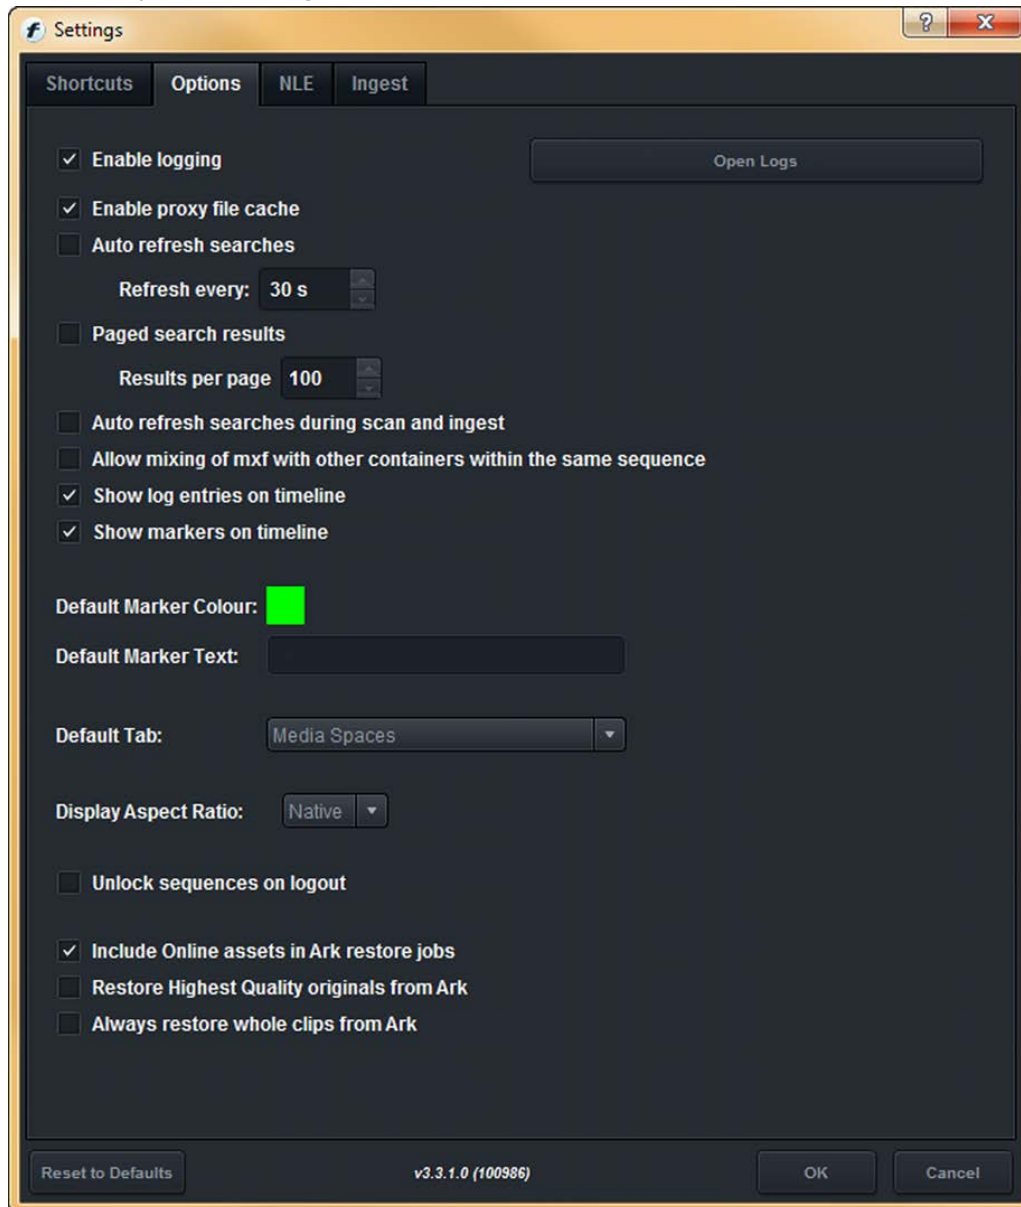 Settings
Shortcuts Options NLE Ingest
Enable logging Open Logs
Enable proxy file cache
Auto refresh searches
Refresh every: 30 s
Paged search results
Results per page 100
Auto refresh searches during scan and ingest
Allow mixing of mxf with other containers within the same sequence
Show log entries on timeline
Show markers on timeline
Default Marker Colour:
Default Marker Text:
Default Tab: Media Spaces
Display Aspect Ratio: Native
Unlock sequences on logout
Include Online assets in Ark restore jobs
Restore Highest Quality originals from Ark
Always restore whole clips from Ark
Reset to Defaults v3.3.1.0 (100986) OK Cancel